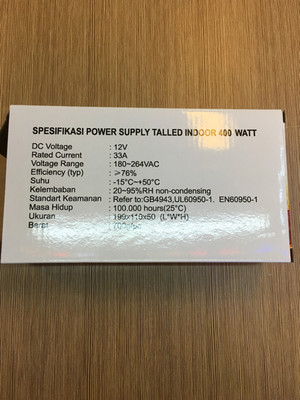 SPESIFIKASI POWER SUPPLY TALLED INDOOR 400 WATT
DC Voltage : 12V
Rated Current : 33A
Voltage Range : 180~264VAC
Efficiency (typ) : ≥76%
Suhu : -15°C~+50°C
Kelembaban : 20~95%RH non-condensing
Standart Keamanan : Refer to:GB4943,UL60950-1. EN60950-1
Masa Hidup : 100.000 hours(25°C)
Ukuran : 199x110x50 (L*W*H)
Berat :